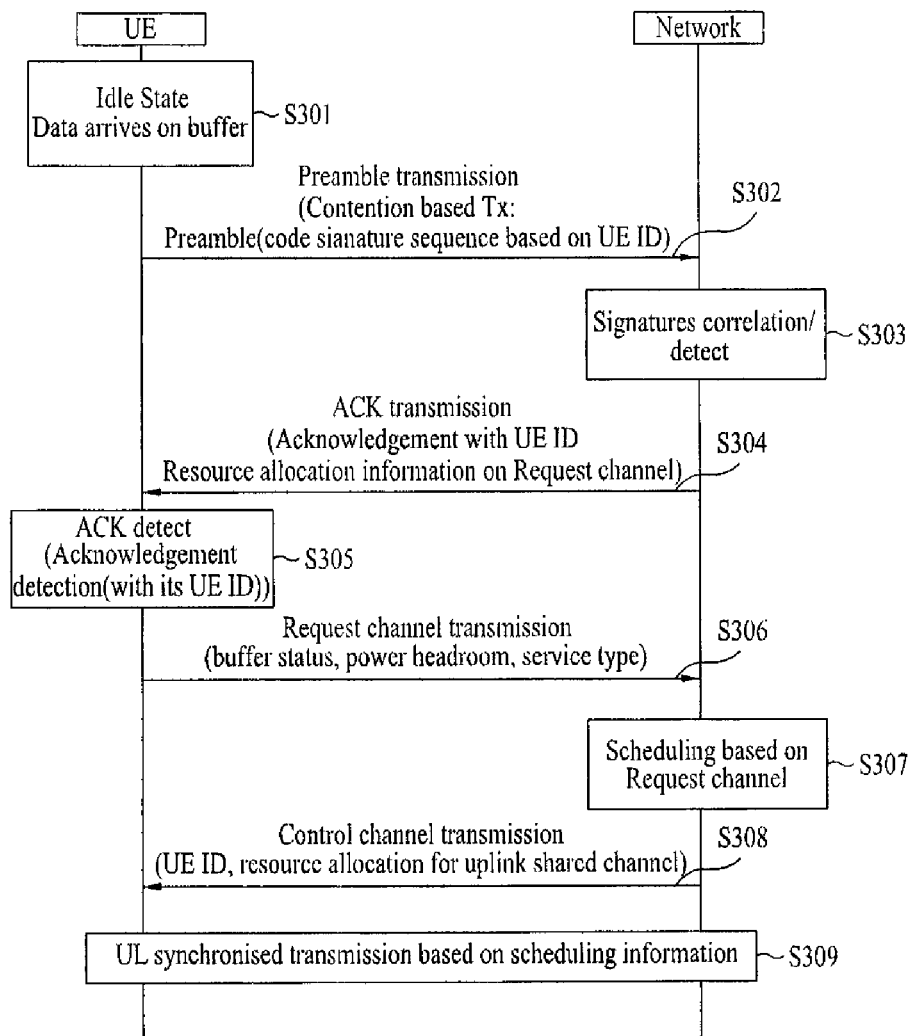 UE
Network
Idle State
Data arrives on buffer
S301
Preamble transmission
(Contention based Tx:
Preamble(code sianature sequence based on UE ID)
S302
Signatures correlation/
detect
S303
ACK transmission
(Acknowledgement with UE ID
Resource allocation information on Request channel)
S304
ACK detect
(Acknowledgement
detection(with its UE ID))
S305
Request channel transmission
(buffer status, power headroom, service type)
S306
Scheduling based on
Request channel
S307
Control channel transmission
(UE ID, resource allocation for uplink shared channel)
S308
UL synchronised transmission based on scheduling information
S309